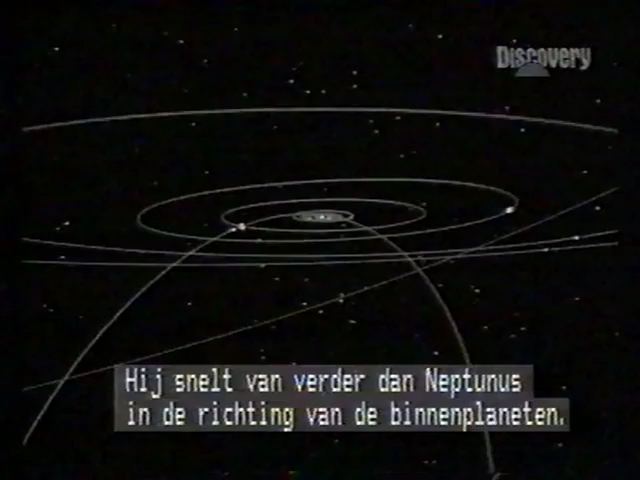 Discovery
Hij snelt van verder dan Neptunus
in de richting van de binnenplaneten.